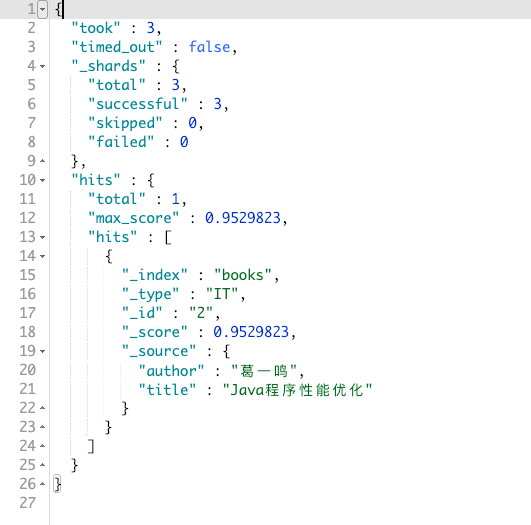 1 {
2 "took" : 3,
3 "timed_out" : false,
4 "_shards" : {
5 "total" : 3,
6 "successful" : 3,
7 "skipped" : 0,
8 "failed" : 0
9 },
10 "hits" : {
11 "total" : 1,
12 "max_score" : 0.9529823,
13 "hits" : [
14 {
15 "_index" : "books",
16 "_type" : "IT",
17 "_id" : "2",
18 "_score" : 0.9529823,
19 "_source" : {
20 "author" : "葛一鸣",
21 "title" : "Java程序性能优化"
22 }
23 }
24 ]
25 }
26 }
27